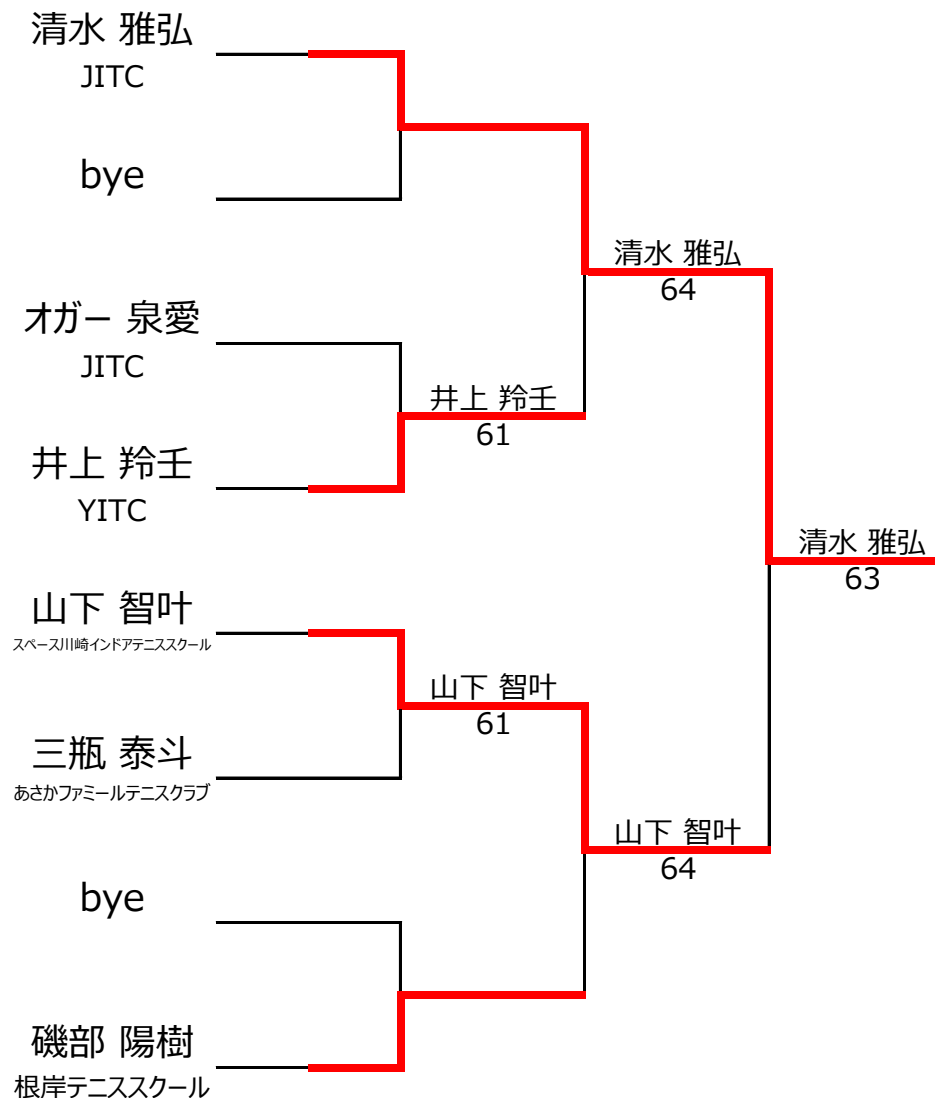 清水 雅弘
JITC
bye
オガー 泉愛
JITC
井上 羚壬
YITC
山下 智叶
スペース川崎インドアテニススクール
三瓶 泰斗
あさかファミールテニスクラブ
bye
磯部 陽樹
根岸テニススクール
井上 羚壬
61
山下 智叶
61
清水 雅弘
64
山下 智叶
64
清水 雅弘
63